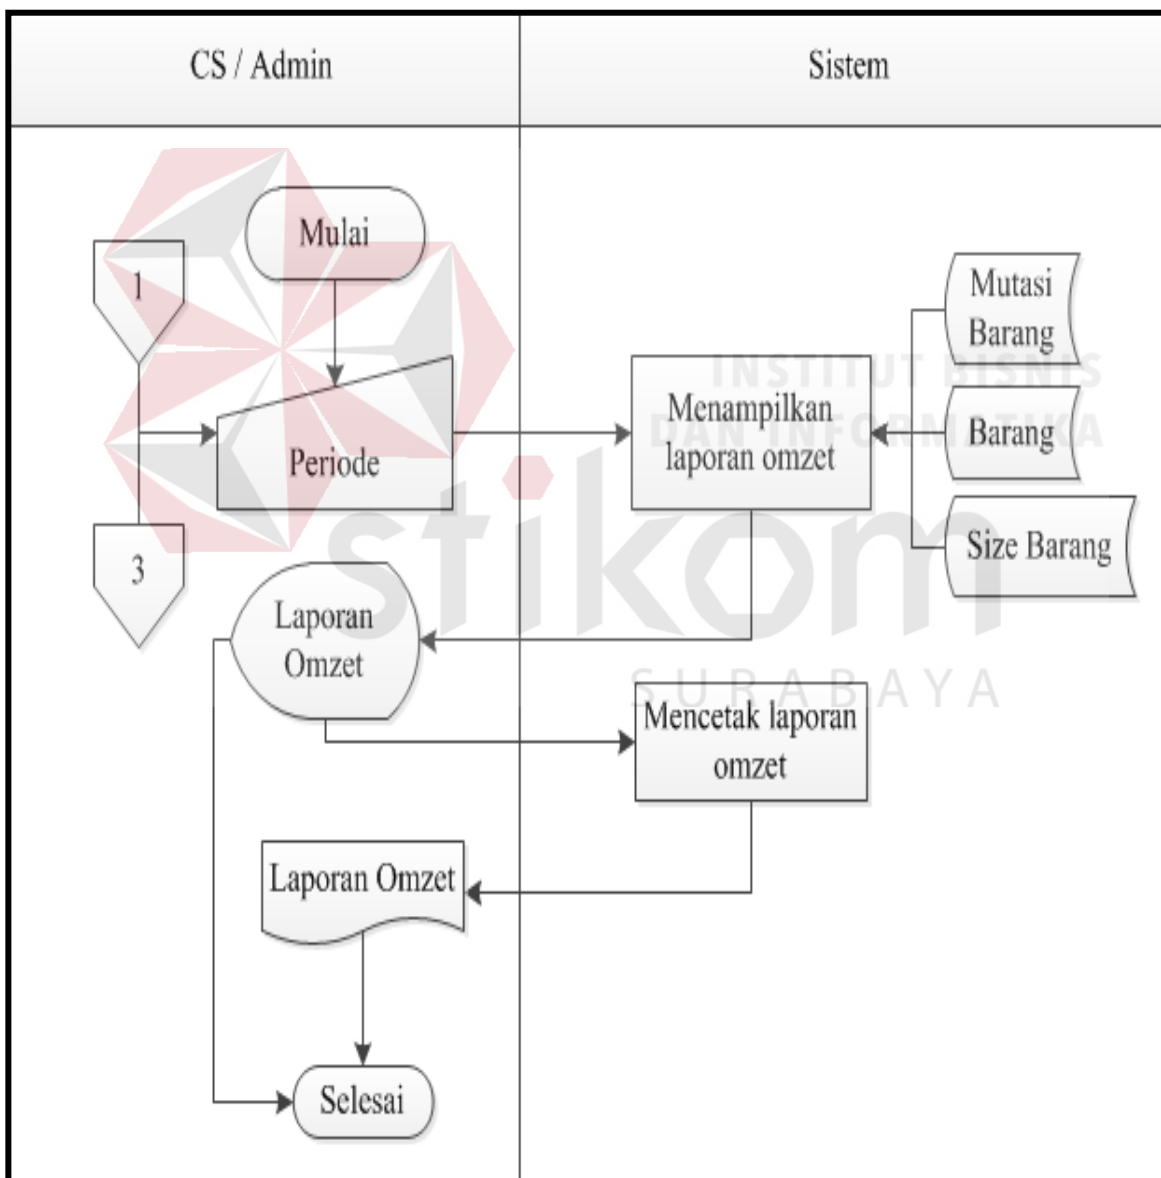 CS / Admin
Sistem
Mulai
1
Mutasi
Barang
INSTITUT BISNIS
DAN INFORMATIKA
Periode
Menampilkan
laporan omzet
Barang
3
Size Barang
stikom
SURABAYA
Laporan
Omzet
Mencetak laporan
omzet
Laporan Omzet
Selesai